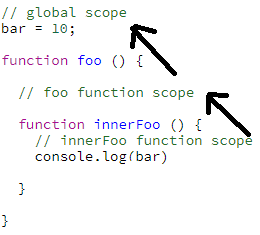 // global scope
bar = 10;
function foo () {
// foo function scope
function innerFoo () {
// innerFoo function scope
console.log(bar)
}
}